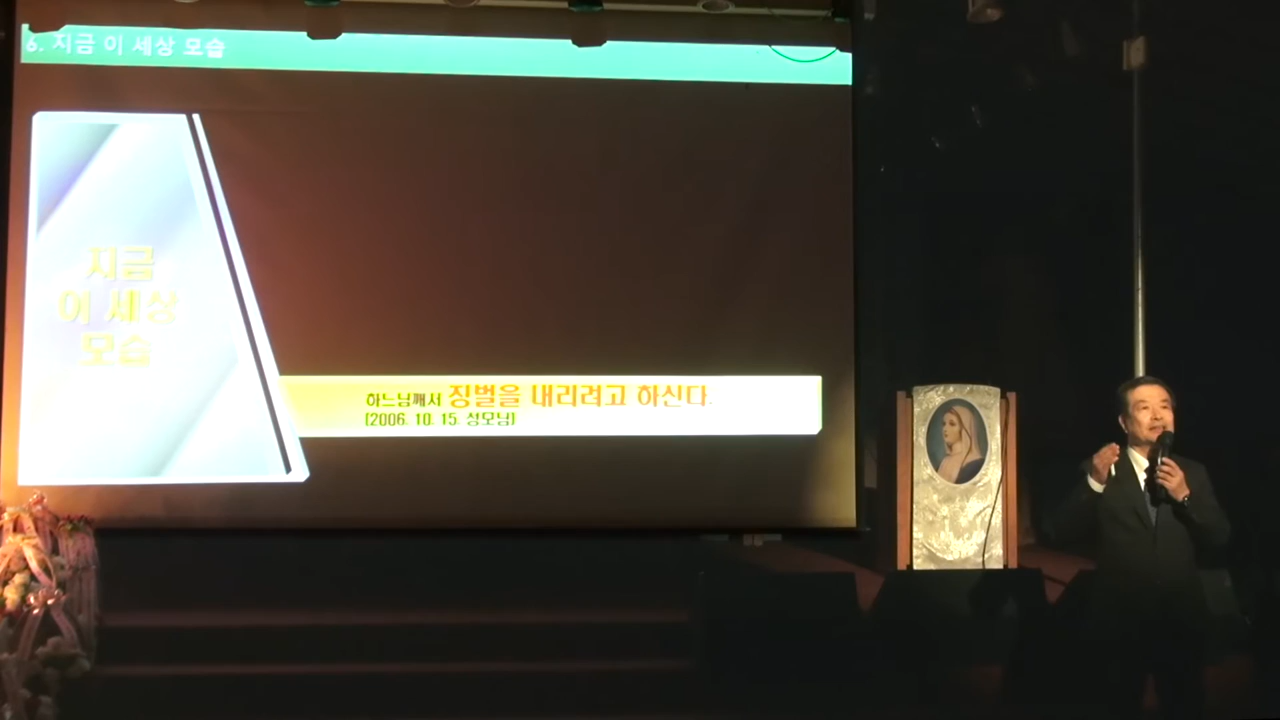 6. 지금 이 세상 모습
지금
이 세상
모습
하느님께서 징벌을 내리려고 하신다.
(2006. 10. 15. 성모님)